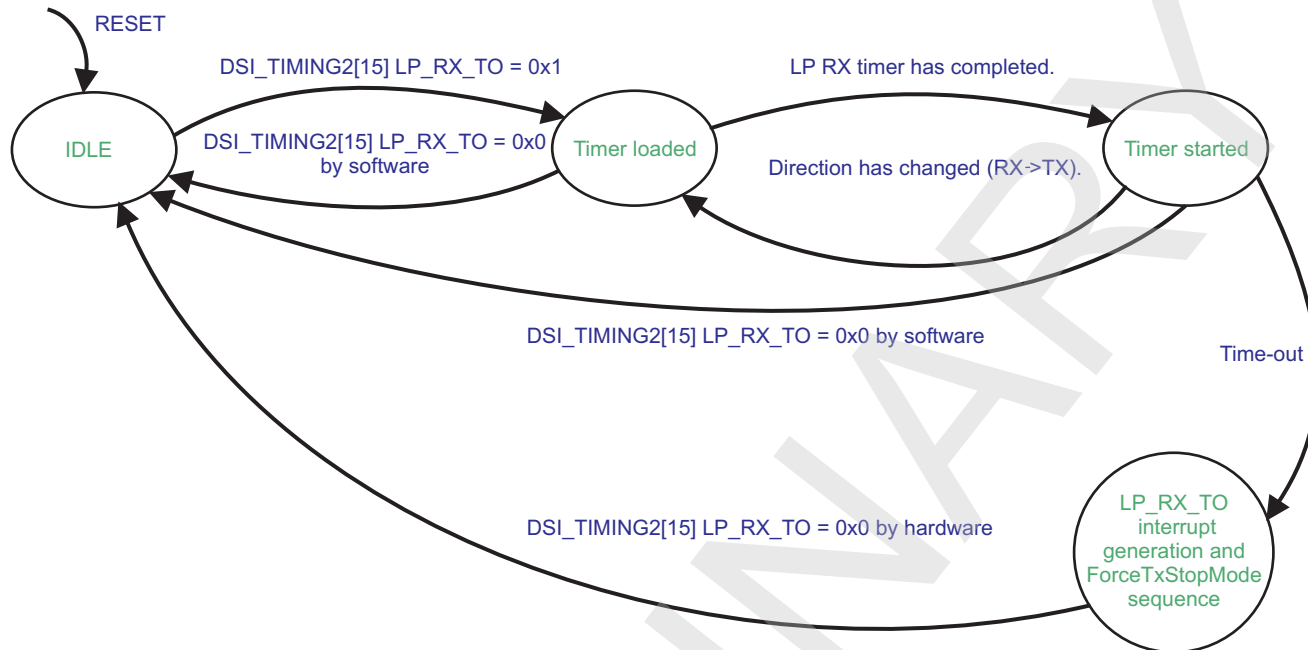 RESET
DSI_TIMING2[15] LP_RX_TO = 0x1
LP RX timer has completed.
IDLE
DSI_TIMING2[15] LP_RX_TO = 0x0
by software
Timer loaded
Direction has changed (RX->TX).
Timer started
DSI_TIMING2[15] LP_RX_TO = 0x0 by software
Time-out
DSI_TIMING2[15] LP_RX_TO = 0x0 by hardware
LP_RX_TO
interrupt
generation and
ForceTxStopMode
sequence
INARY